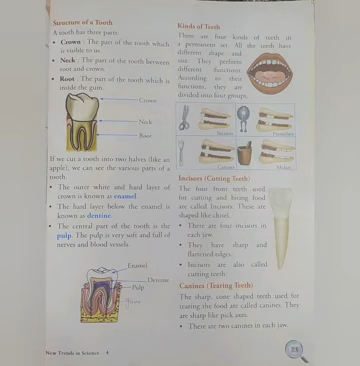 Structure of a Tooth
A tooth has three parts.
• Crown : The part of the tooth which
is visible to us.
• Neck : The part of the tooth between
root and crown.
• Root : The part of the tooth which is
inside the gum.
Crown
Neck
Root
If we cut a tooth into two halves (like an
apple), we can see the various parts of a
tooth.
• The outer white and hard layer of
crown is known as enamel
• The hard layer below the enamel is
known as dentine.
• The central part of the tooth is the
pulp. The pulp is very soft and full of
nerves and blood vessels.
Enamel
Dentine
Pulp
New Trends in Science 4
Kinds of Teeth
There are four kinds of teeth in
a permanent set. All the teeth have
different shape and
size. They perform
different functions.
According to their
functions, they are
divided into four groups.
Incisors
Premolars
Canines
Molars
Incisors (Cutting Teeth)
The four front teeth used
for cutting and biting food
are called Incisors. These are
shaped like chisel.
• There are four incisors in
each jaw.
• They have sharp and
flattened edges.
• Incisors are also called
cutting teeth.
Canines (Tearing Teeth)
The sharp, cone shaped teeth used for
tearing the food are called canines. They
are sharp like pick axes.
• There are two canines in each jaw.